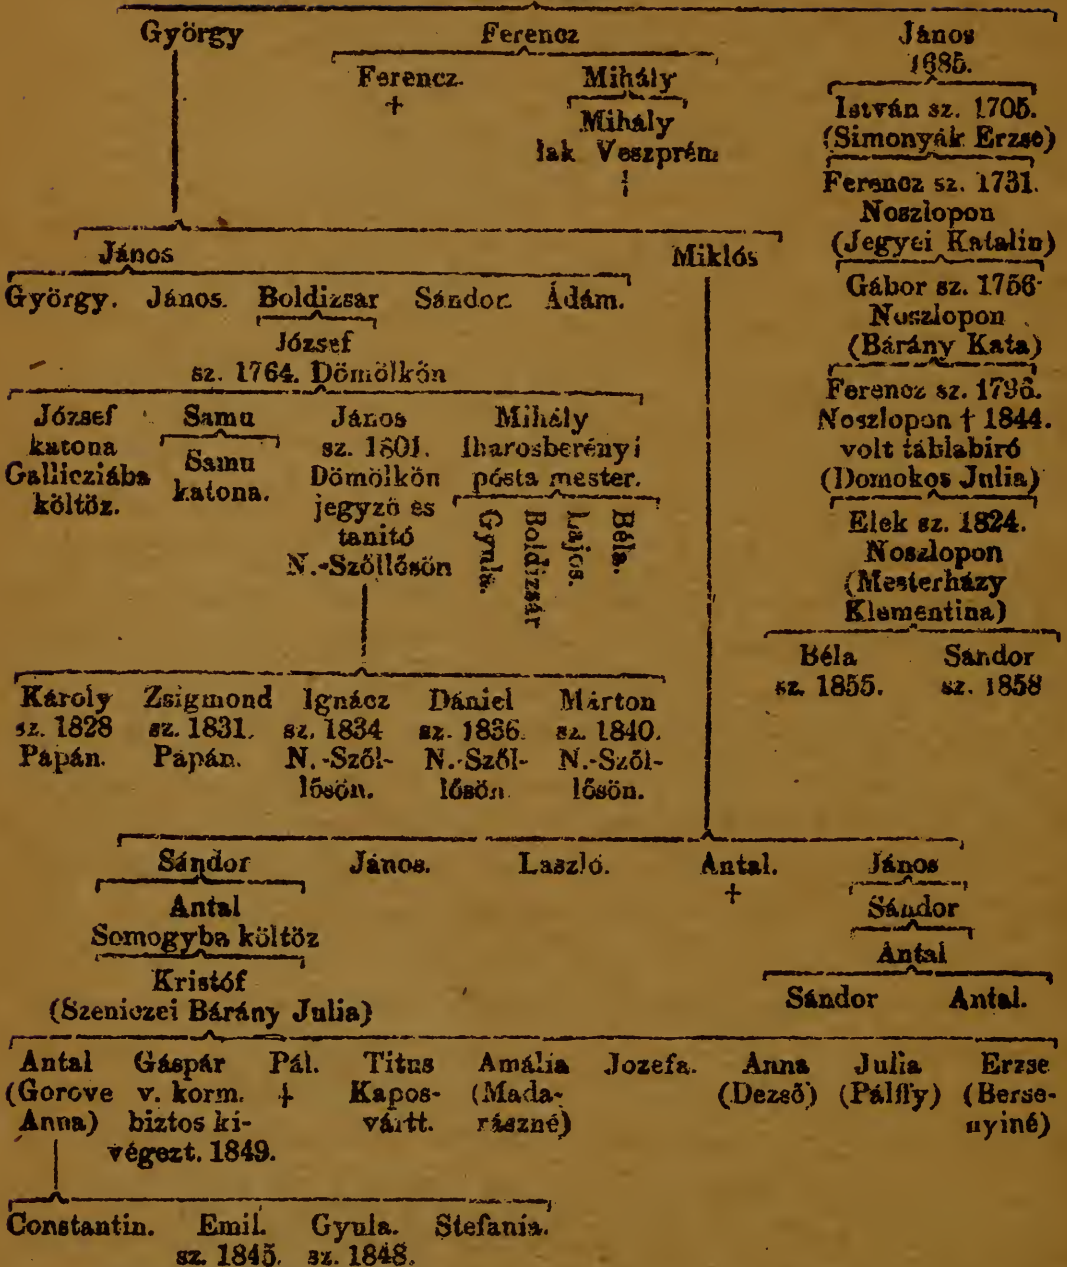 György
Ferencz
János
1685.
Ferencz.
†
Mihály
Mihály
lak Veszprém
István sz. 1705.
(Simonyák Erzse)
Ferencz sz. 1731.
Noszlopon
(Jegyei Katalin)
Gábor sz. 1756
Noszlopon
(Bárány Kata)
Ferencz sz. 1796.
Noszlopon † 1844.
volt táblabiró
(Domokos Julia)
Elek sz. 1824.
Noszlopon
(Mesterházy
Klementina)
Béla
sz. 1855.
Sándor
sz. 1858
János
Miklós
György. János. Boldizsar Sándor. Ádám.
József
sz. 1764. Dömölkön
József
katona
Gallicziába
költöz.
Samu
Samu
katona.
János
sz. 1801.
Dömölkön
jegyző és
tanitó
N.-Szőllősön
Mihály
Iharosberényi
pósta mester.
Gyula.
Boldizsár
Lajos.
Béla.
Károly
sz. 1828
Pápán.
Zsigmond
sz. 1831.
Pápán.
Ignácz
sz. 1834
N.-Szől-
lősön.
Dániel
sz. 1836.
N.-Szől-
lősön.
Márton
sz. 1840.
N.-Szől-
lősön.
Sándor
János.
Laszló.
Antal.
†
János
Antal
Somogyba költöz
Kristóf
(Szeniczei Bárány Julia)
Sándor
Antal
Sándor Antal.
Antal
(Gorove
Anna)
Gáspár
v. korm.
biztos ki-
végezt. 1849.
Pál.
†
Titus
Kapos-
vártt.
Amália
(Mada-
rászné)
Jozefa.
Anna
(Dezső)
Julia
(Pálffy)
Erzse
(Berse-
nyiné)
Constantin.
Emil.
sz. 1845.
Gyula.
sz. 1848.
Stefania.